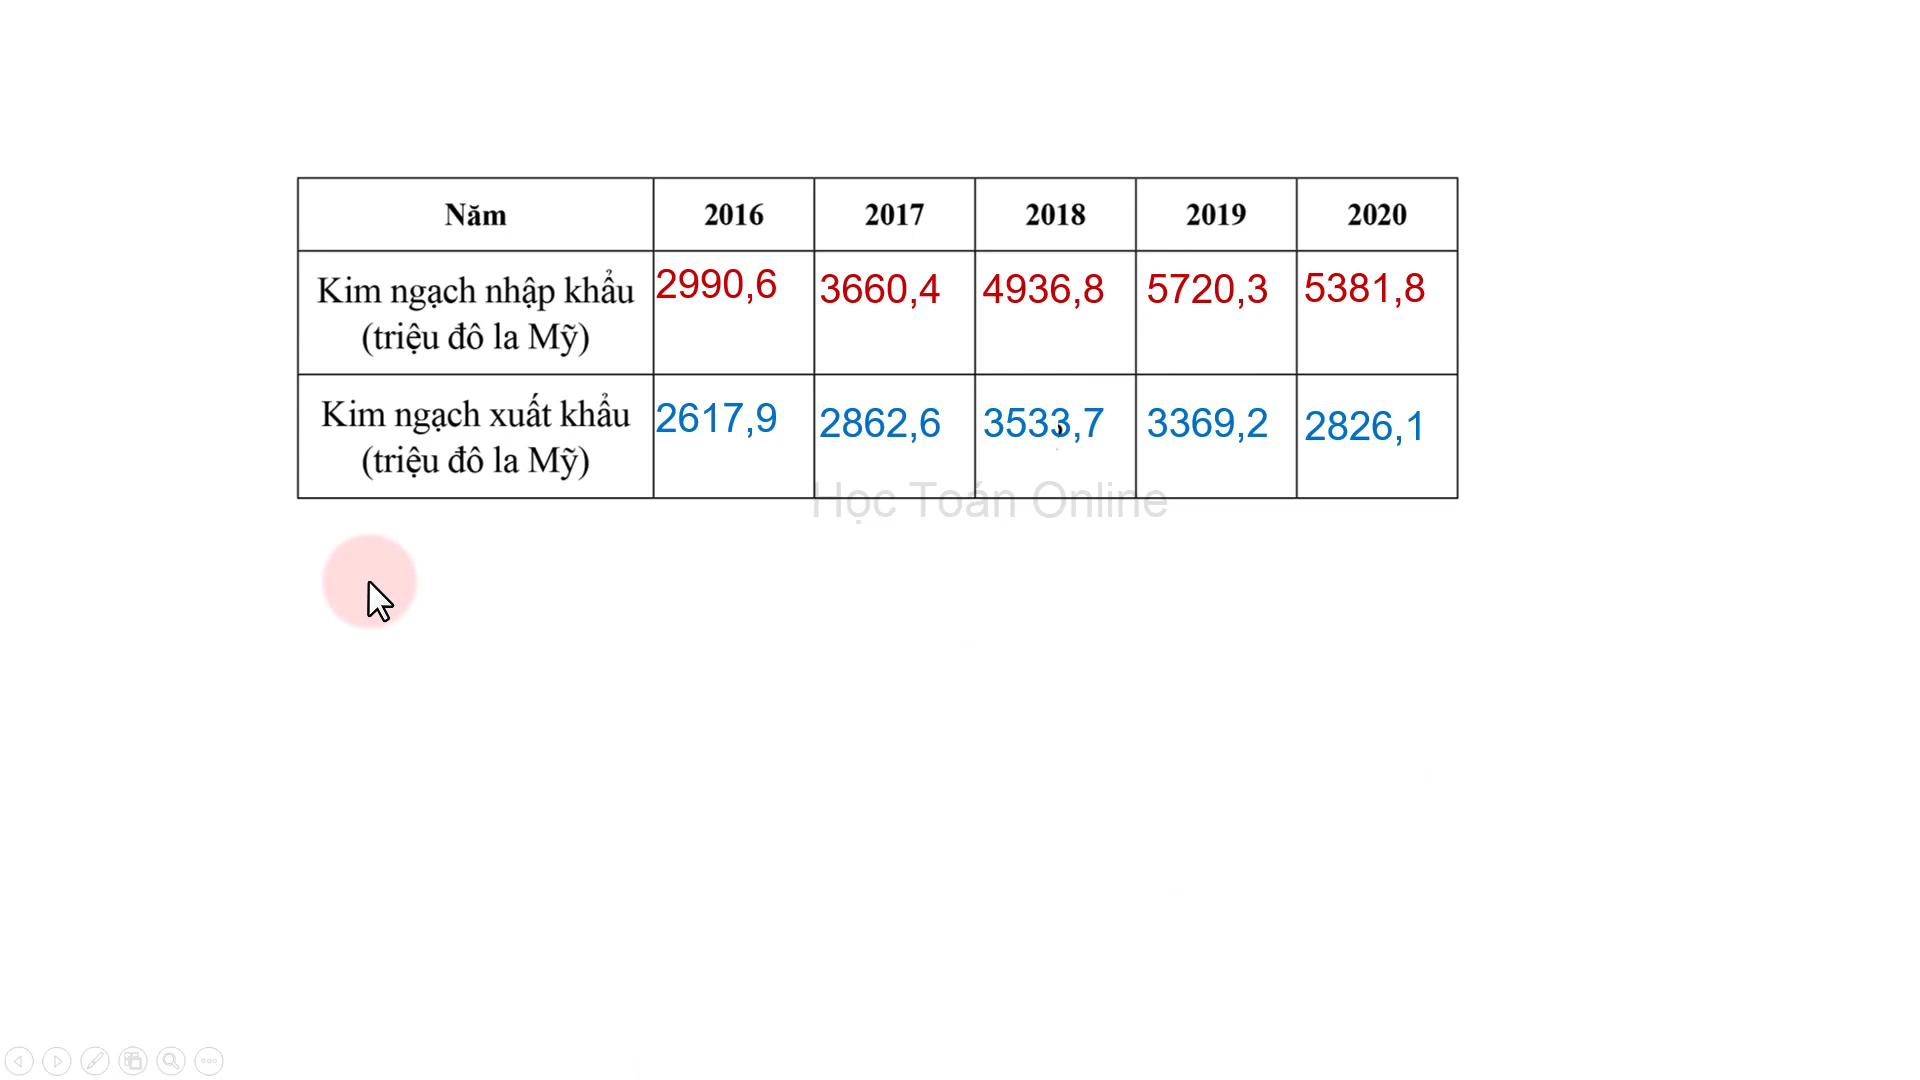 Năm 2016 2017 2018 2019 2020
Kim ngạch nhập khẩu 2990,6 3660,4 4936,8 5720,3 5381,8
(triệu đô la Mỹ)
Kim ngạch xuất khẩu 2617,9 2862,6 3533,7 3369,2 2826,1
(triệu đô la Mỹ)
Học Toán Online